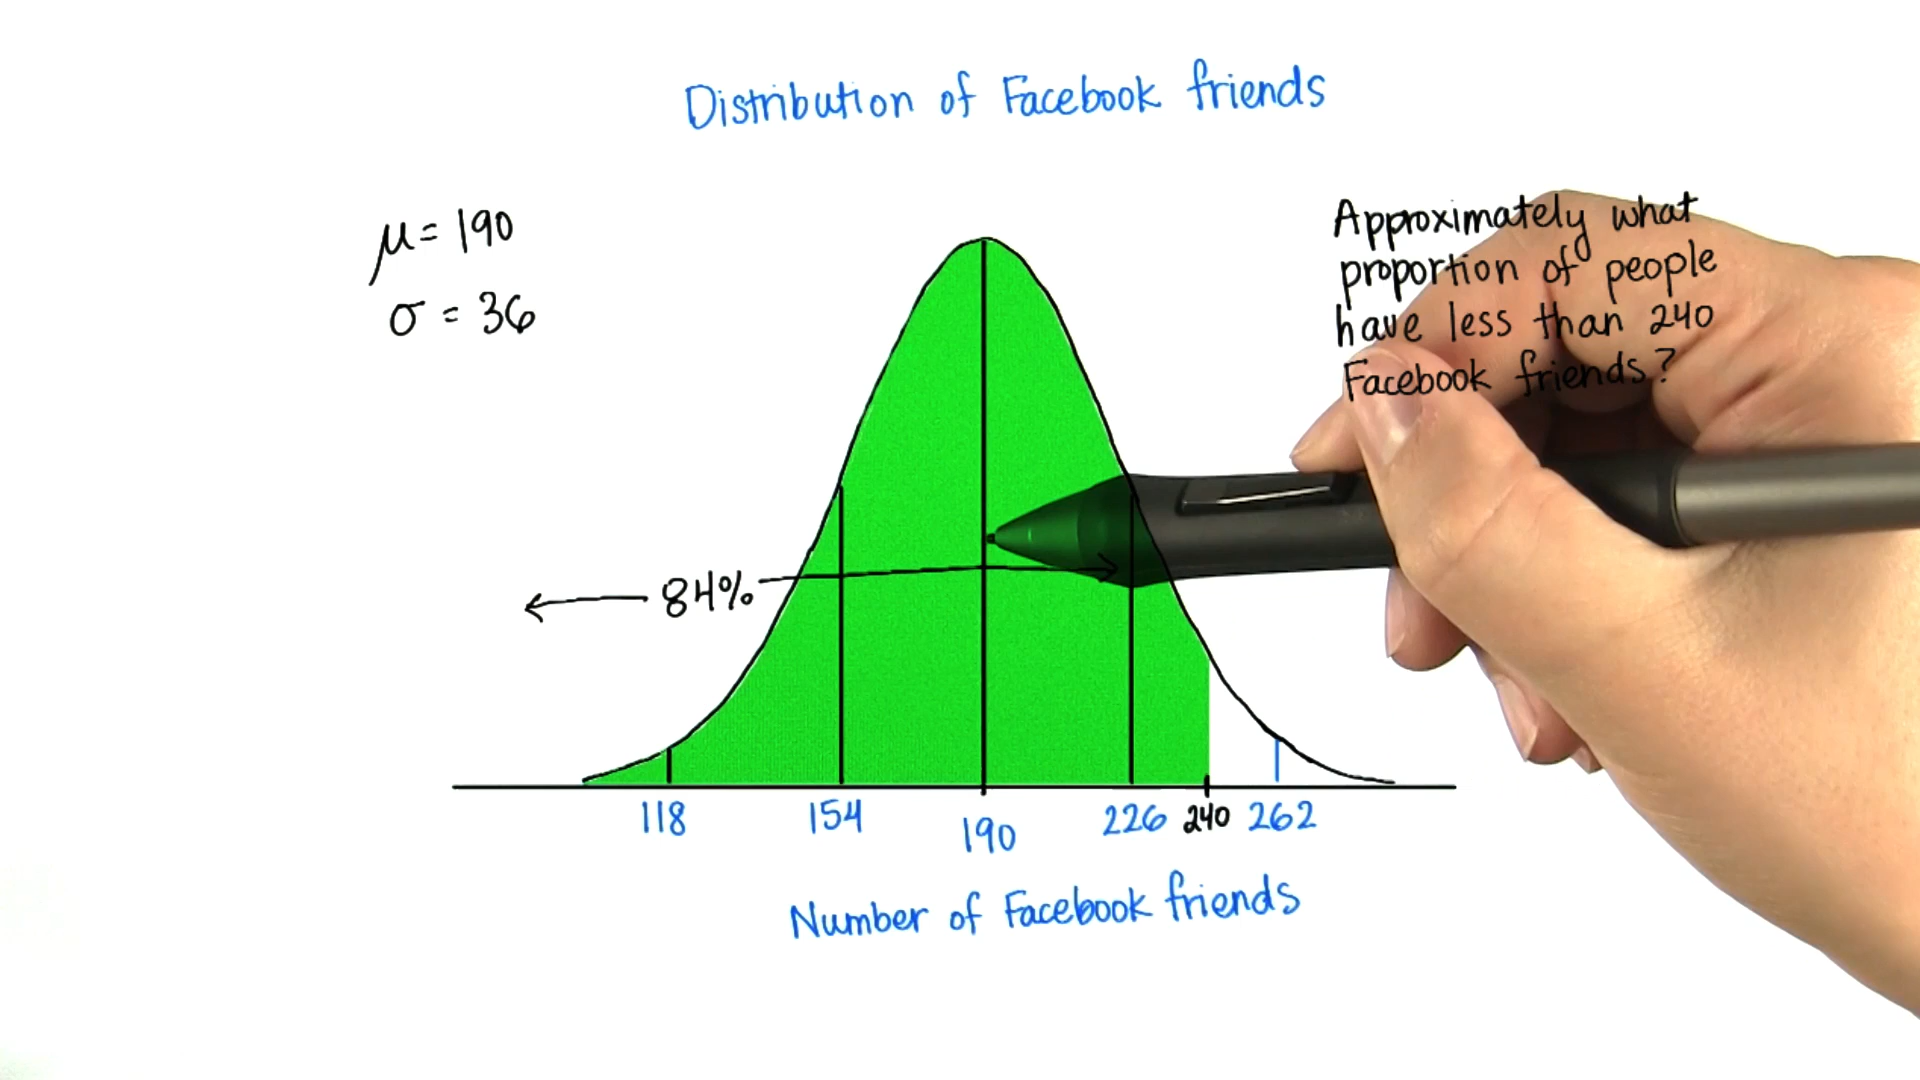 Distribution of Facebook friends
μ = 190
σ = 36
Approximately what
proportion of people
have less than 240
Facebook friends?
84%
118 154 190 226 240 262
Number of Facebook friends